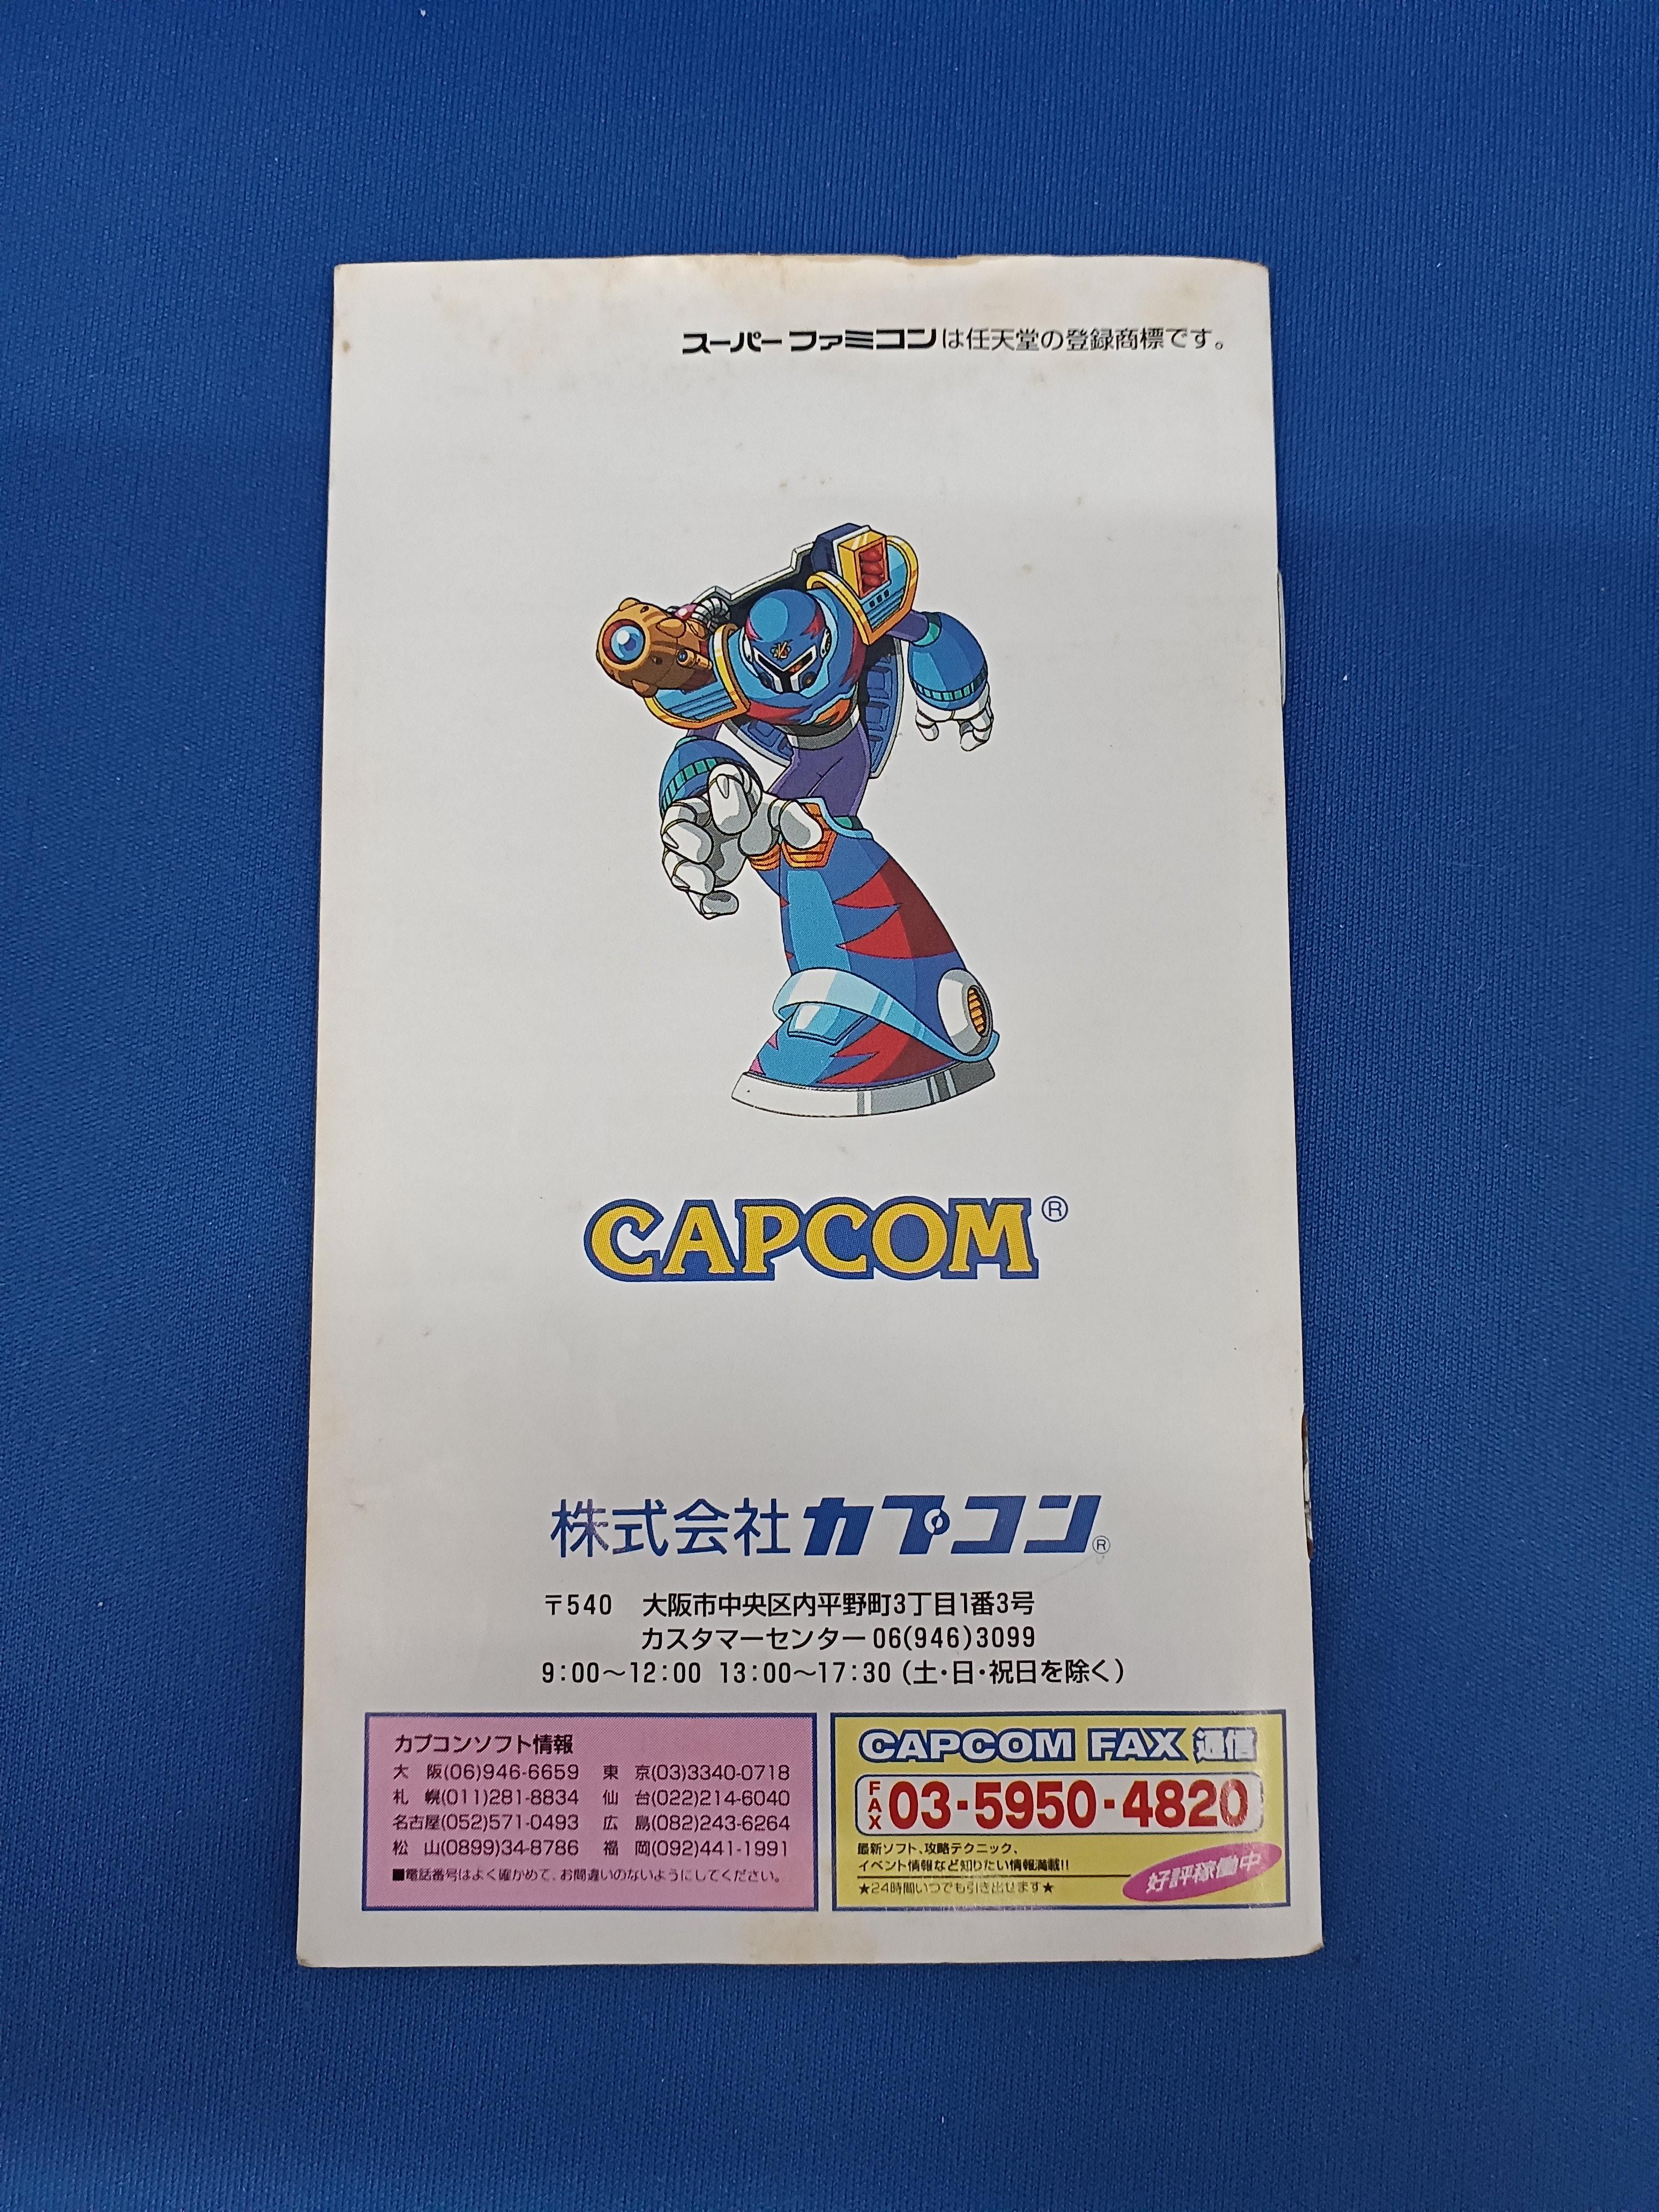 スーパーファミコンは任天堂の登録商標です。
CAPCOM®
株式会社カプコン®
〒540 大阪市中央区内平野町3丁目1番3号
カスタマーセンター06(946)3099
9:00～12:00 13:00～17:30(土・日・祝日を除く)
カプコンソフト情報
大阪(06)946-6659 東京(03)3340-0718
札幌(011)281-8834 仙台(022)214-6040
名古屋(052)571-0493 広島(082)243-6264
松山(0899)34-8786 福岡(092)441-1991
■電話番号はよく確かめて、お間違いのないようにしてください。
CAPCOM FAX 通信
FAX 03-5950-4820
最新ソフト、攻略テクニック、
イベント情報など知りたい情報満載!!
★24時間いつでも引き出せます★
好評稼働中